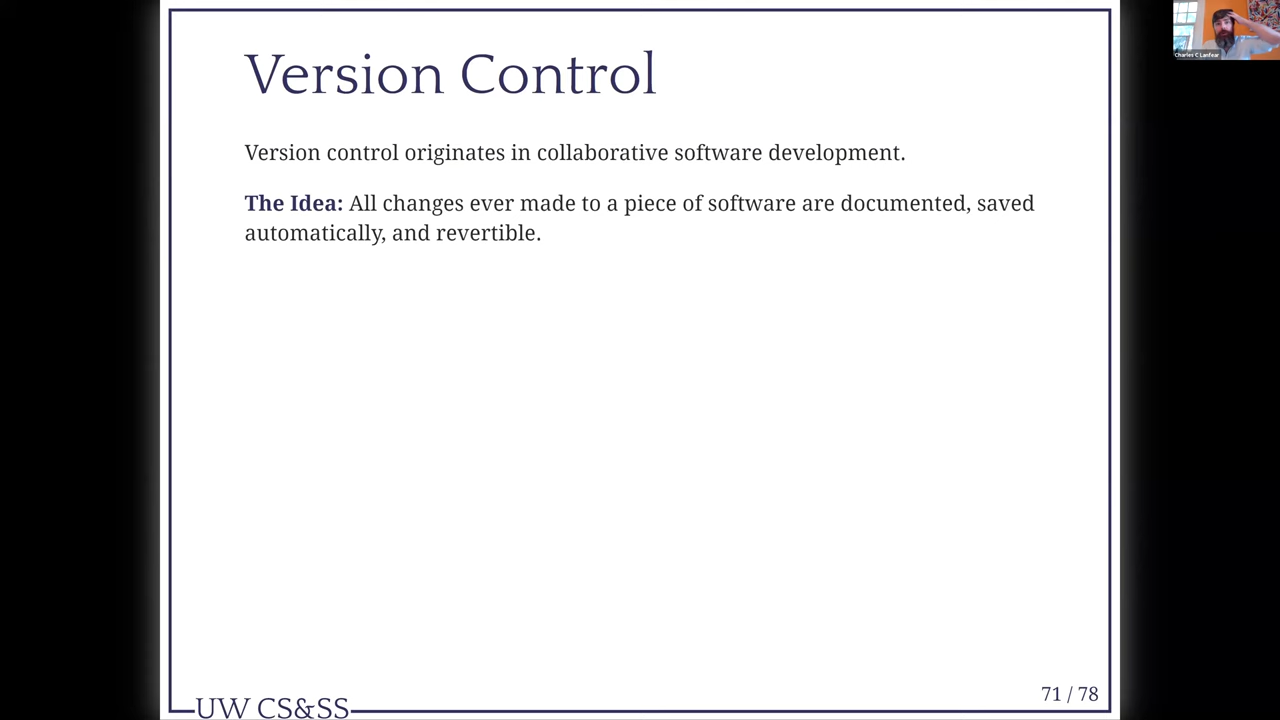 Version Control
Version control originates in collaborative software development.
The Idea: All changes ever made to a piece of software are documented, saved
automatically, and revertible.
71 / 78
UW CS&SS
Charles C Lanfear